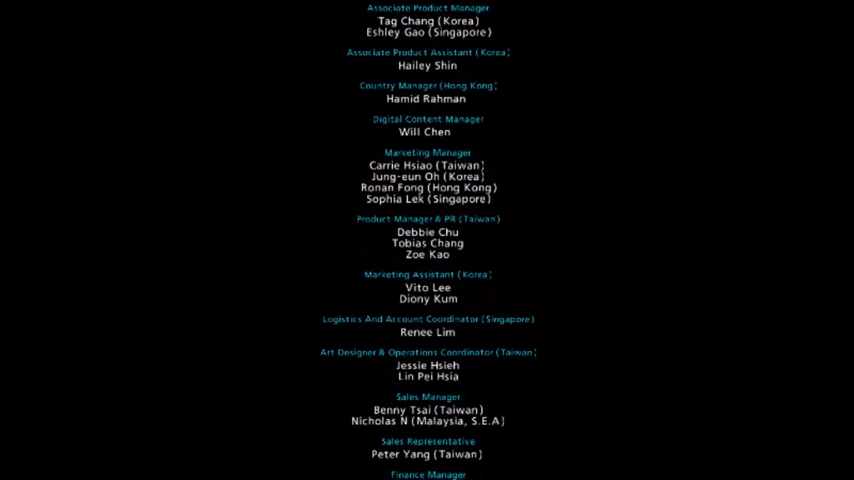 Associate Product Manager
Tag Chang (Korea)
Eshley Gao (Singapore)
Associate Product Assistant (Korea)
Hailey Shin
Country Manager (Hong Kong)
Hamid Rahman
Digital Content Manager
Will Chen
Marketing Manager
Carrie Hsiao (Taiwan)
Jung-eun Oh (Korea)
Ronan Fong (Hong Kong)
Sophia Lek (Singapore)
Product Manager & PR (Taiwan)
Debbie Chu
Tobias Chang
Zoe Kao
Marketing Assistant (Korea)
Vito Lee
Diony Kum
Logistics And Account Coordinator (Singapore)
Renee Lim
Art Designer & Operations Coordinator (Taiwan)
Jessie Hsieh
Lin Pei Hsia
Sales Manager
Benny Tsai (Taiwan)
Nicholas N (Malaysia, S.E.A)
Sales Representative
Peter Yang (Taiwan)
Finance Manager